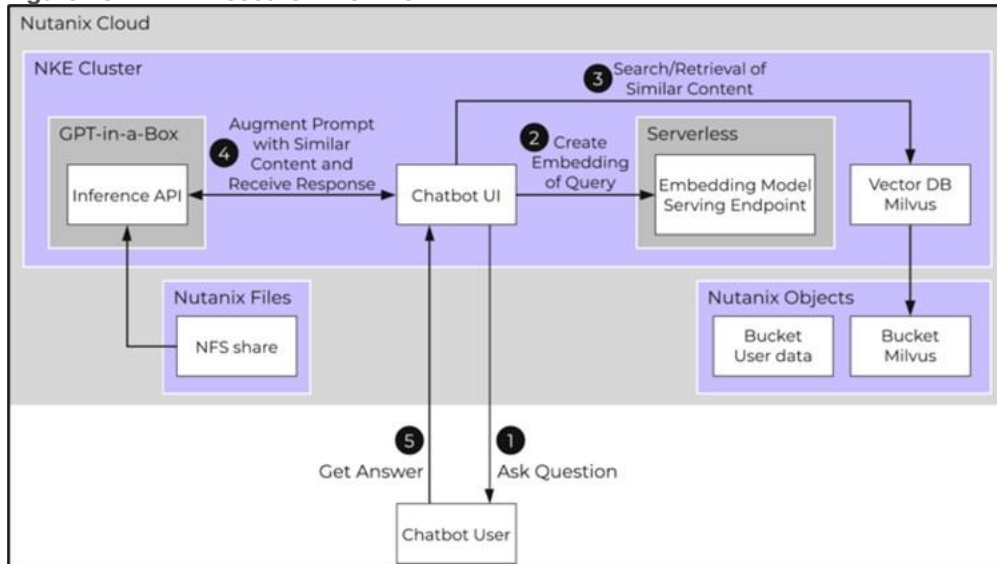 Nutanix Cloud
NKE Cluster
3
Search/Retrieval of
Similar Content
GPT-in-a-Box
Inference API
4
Augment Prompt
with Similar
Content and
Receive Response
Chatbot UI
2
Create
Embedding
of Query
Serverless
Embedding Model
Serving Endpoint
Vector DB
Milvus
Nutanix Files
NFS share
Nutanix Objects
Bucket
User data
Bucket
Milvus
5
Get Answer
1
Ask Question
Chatbot User